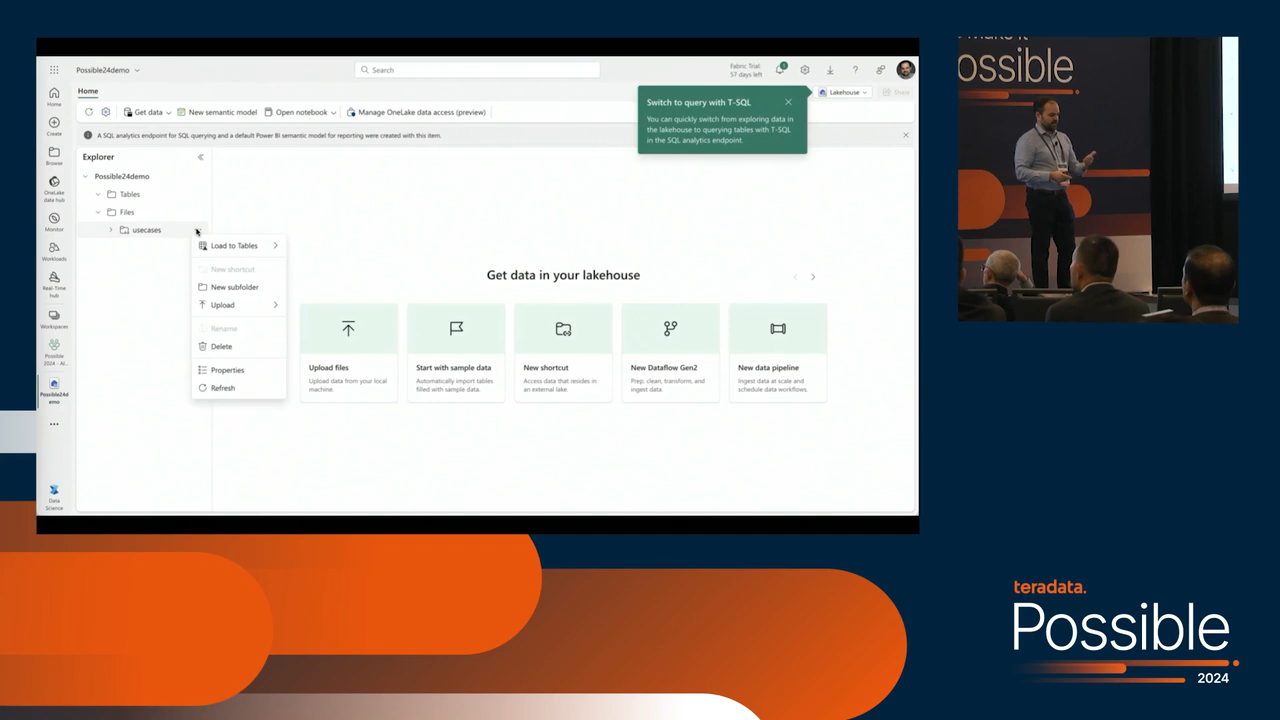 Possible24demo
Search
Fabric Trial:
57 days left
Home
Create
Browse
OneLake
data hub
Monitor
Workloads
Real-Time
hub
Workspaces
Possible
2024 - AI...
Possible24d
emo
Data
Science
Home
Get data
New semantic model
Open notebook
Manage OneLake data access (preview)
Lakehouse
Share
A SQL analytics endpoint for SQL querying and a default Power BI semantic model for reporting were created with this item.
Switch to query with T-SQL
You can quickly switch from exploring data in
the lakehouse to querying tables with T-SQL
in the SQL analytics endpoint.
Explorer
Possible24demo
Tables
Files
usecases
Load to Tables
New shortcut
New subfolder
Upload
Rename
Delete
Properties
Refresh
Get data in your lakehouse
Upload files
Upload data from your local
machine.
Start with sample data
Automatically import tables
filled with sample data.
New shortcut
Access data that resides in
an external lake.
New Dataflow Gen2
Prep, clean, transform, and
ingest data.
New data pipeline
Ingest data at scale and
schedule data workflows.
ossible
teradata.
Possible
2024